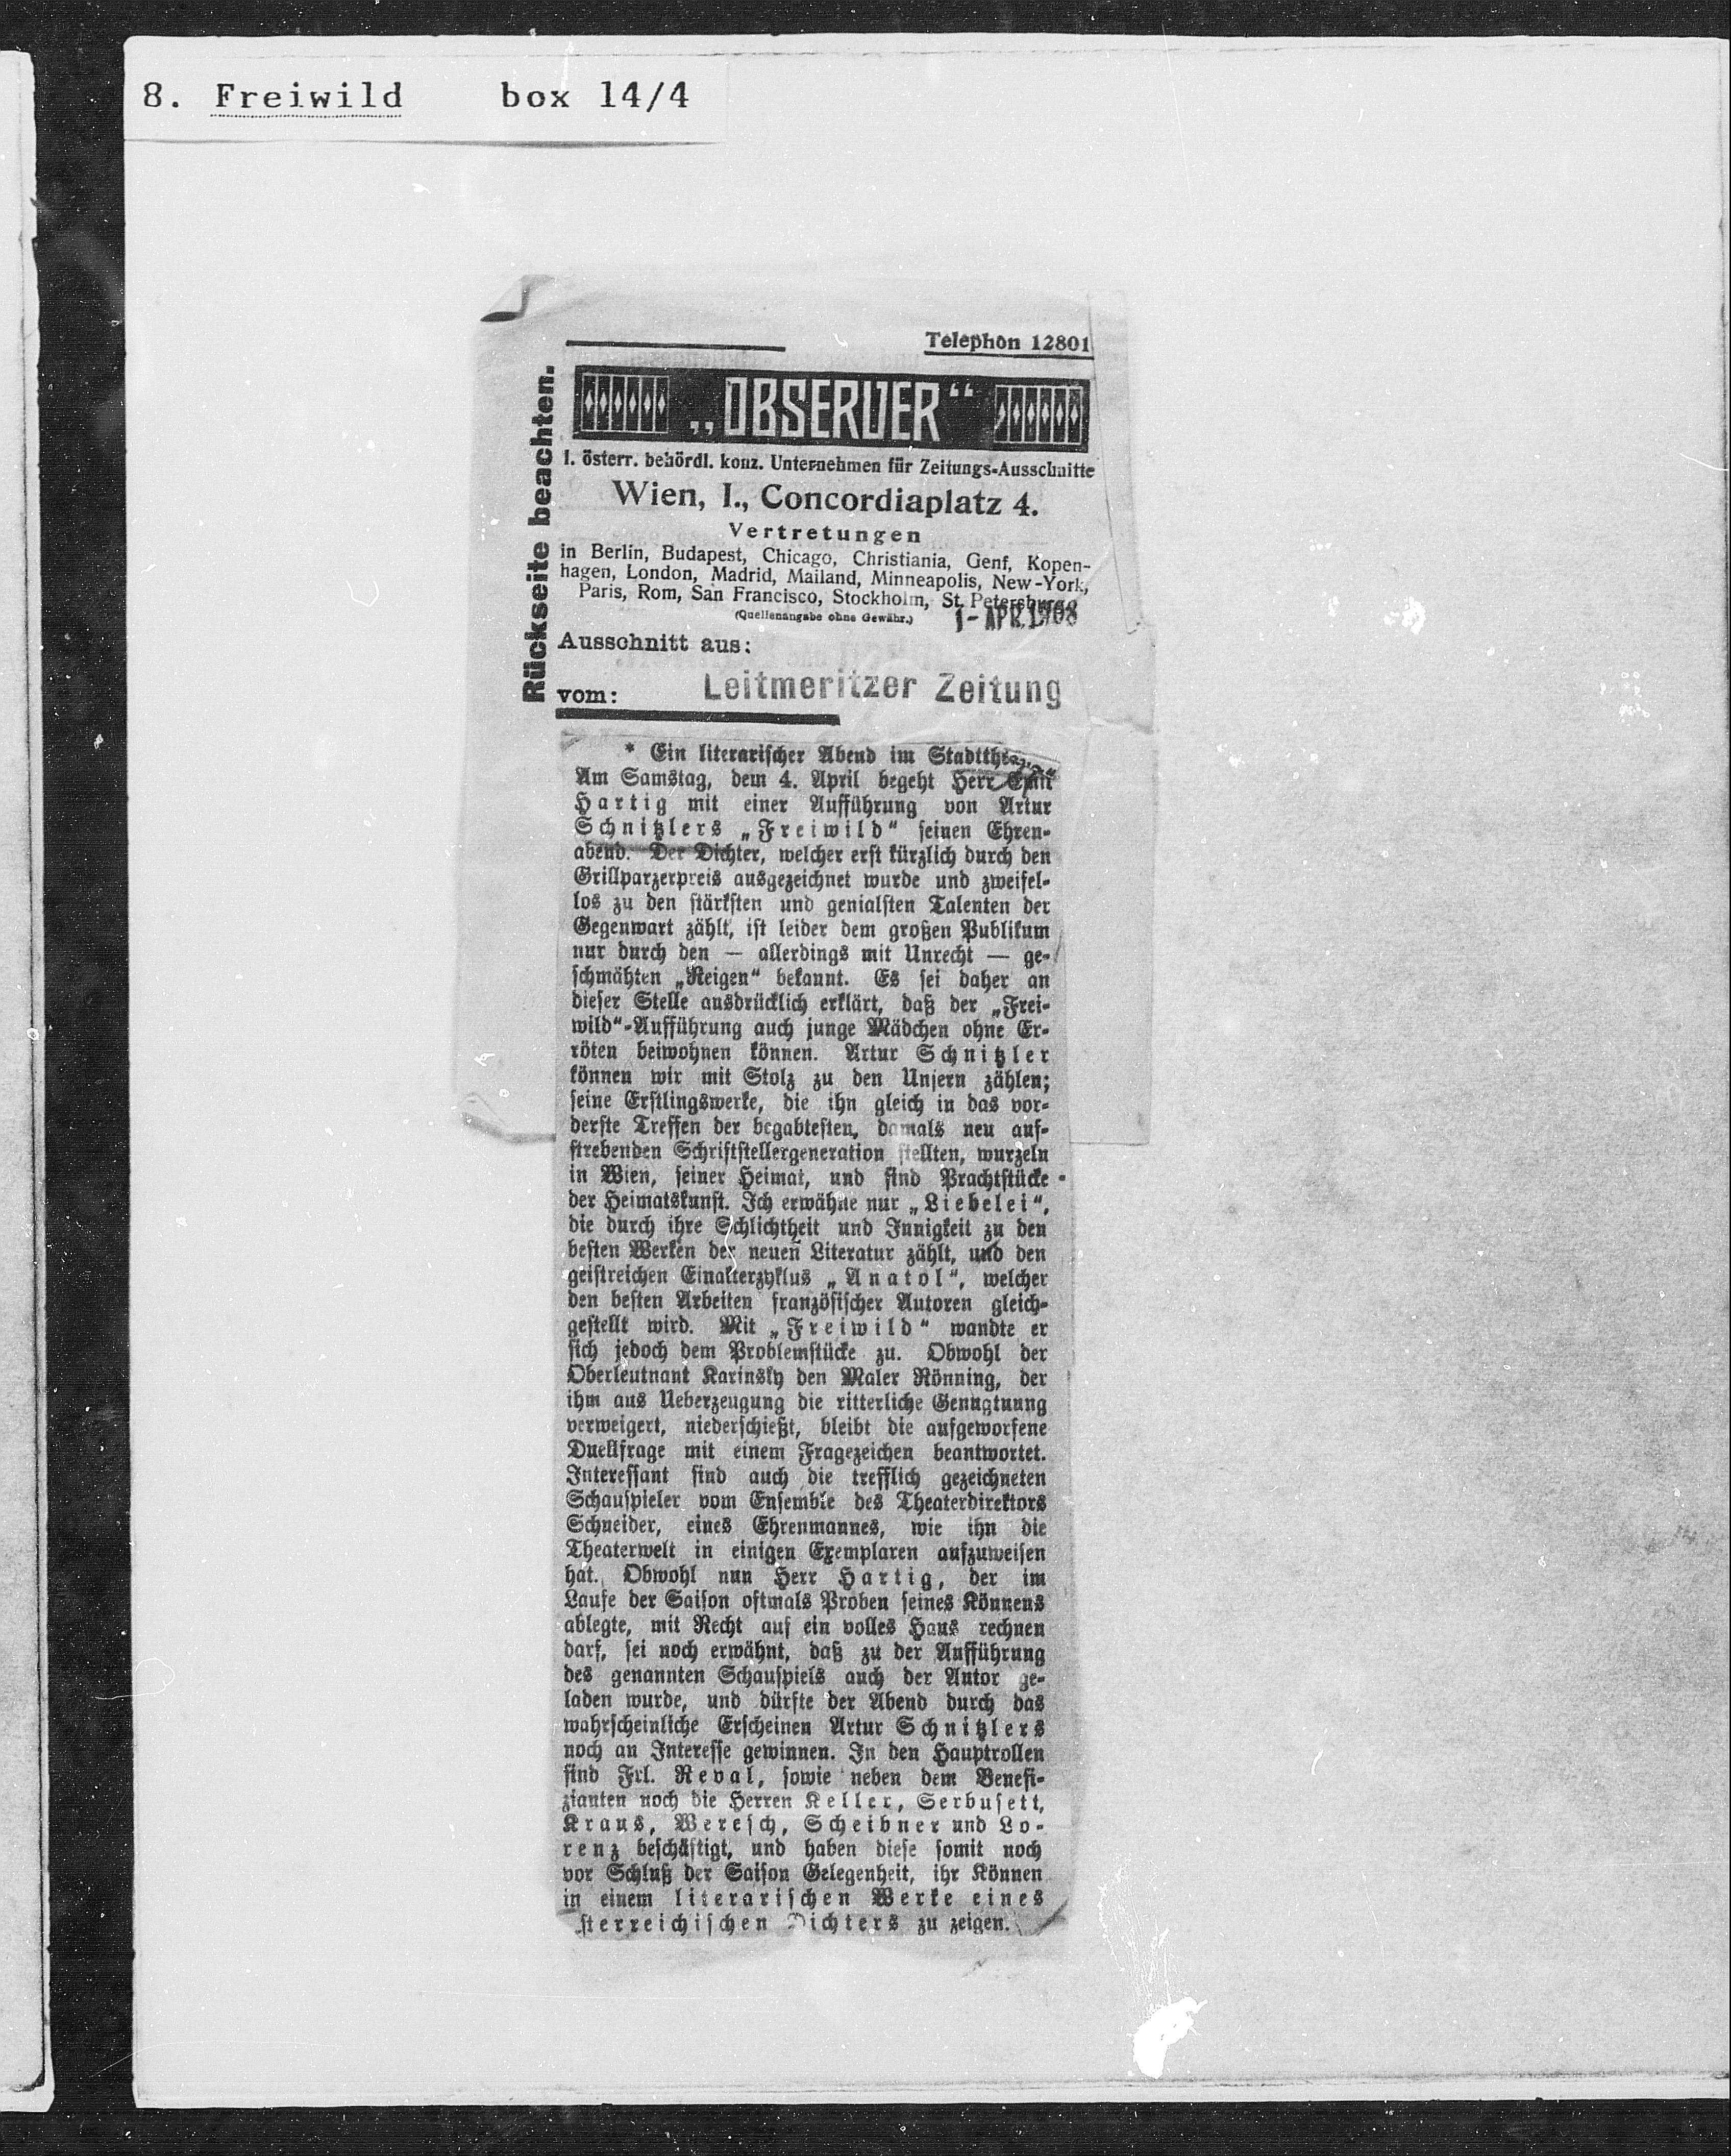 8. Freiwild box 14/4
Telephon 12801
Rückseite beachten.
„OBSERVER“
I. österr. behördl. konz. Unternehmen für Zeitungs-Ausschnitte
Wien, I., Concordiaplatz 4.
Vertretungen
in Berlin, Budapest, Chicago, Christiania, Genf, Kopen-
hagen, London, Madrid, Mailand, Minneapolis, New-York,
Paris, Rom, San Francisco, Stockholm, St. Petersburg
(Quellenangabe ohne Gewähr.)
1- APR. 1908
Ausschnitt aus:
Leitmeritzer Zeitung
vom:
* Ein literarischer Abend im
Am Samstag, dem 4. April begeht Herr
Hartig mit einer Aufführung von Artur
Schnitzlers „Freiwild“ seinen Ehren-
abend. Der Dichter, welcher erst kürzlich durch den
Grillparzerpreis ausgezeichnet wurde und zweifel-
los zu den stärksten und genialsten Talenten der
Gegenwart zählt, ist leider dem großen Publikum
nur durch den — allerdings mit Unrecht — ge-
schmähten „Reigen“ bekannt. Es sei daher an
dieser Stelle ausdrücklich erklärt, daß der „Frei-
wild“-Aufführung auch junge Mädchen ohne Er-
röten beiwohnen können. Artur Schnitzler
können wir mit Stolz zu den Unsern zählen;
seine Erstlingswerke, die ihn gleich in das vor-
derste Treffen der begabtesten, damals neu auf-
strebenden Schriftstellergeneration stellten, wurzeln
in Wien, seiner Heimat, und sind Prachtstücke
der Heimatskunst. Ich erwähne nur „Liebelei“,
die durch ihre Schlichtheit und Innigkeit zu den
besten Werken der neuen Literatur zählt, und den
geistreichen Einakterzyklus „Anatol“, welcher
den besten Arbeiten französischer Autoren gleich-
gestellt wird. Mit „Freiwild“ wandte er
sich jedoch dem Problemstücke zu. Obwohl der
Oberleutnant Karinsky den Maler Rönning, der
ihm aus Ueberzeugung die ritterliche Genugtuung
verweigert, niederschießt, bleibt die aufgeworfene
Duellfrage mit einem Fragezeichen beantwortet.
Interessant sind auch die trefflich gezeichneten
Schauspieler vom Ensemble des Theaterdirektors
Schneider, eines Ehrenmannes, wie ihn die
Theaterwelt in einigen Exemplaren aufzuweisen
hat. Obwohl nun Herr Hartig, der im
Laufe der Saison oftmals Proben seines Könnens
ablegte, mit Recht auf ein volles Haus rechnen
darf, sei noch erwähnt, daß zu der Aufführung
des genannten Schauspiels auch der Autor ge-
laden wurde, und dürfte der Abend durch das
wahrscheinliche Erscheinen Artur Schnitzlers
noch an Interesse gewinnen. In den Hauptrollen
sind Frl. Reval, sowie neben dem Benefi-
zianten noch die Herren Keller, Serbusett,
Kraus, Weresch, Scheibner und Lo-
renz beschäftigt, und haben diese somit noch
vor Schluß der Saison Gelegenheit, ihr Können
in einem literarischen Werke eines
sterreichischen Dichters zu zeigen.